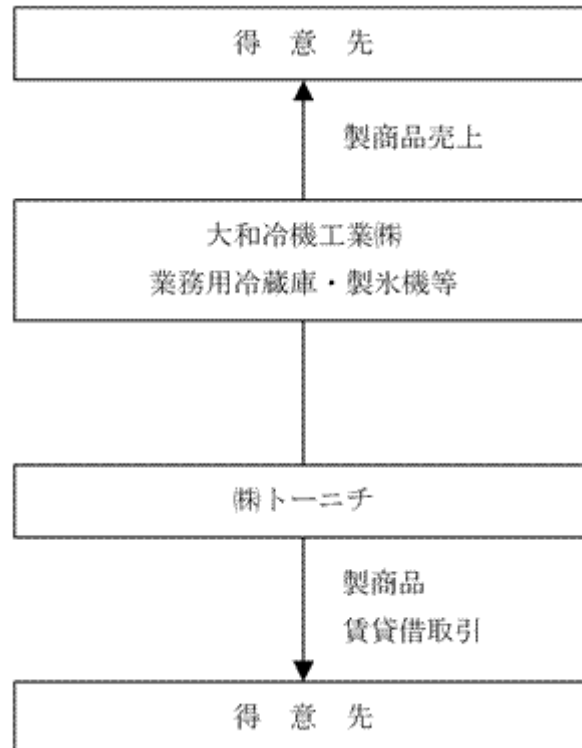 得 意 先
製商品売上
大和冷機工業㈱
業務用冷蔵庫・製氷機等
㈱トーニチ
製商品
賃貸借取引
得 意 先